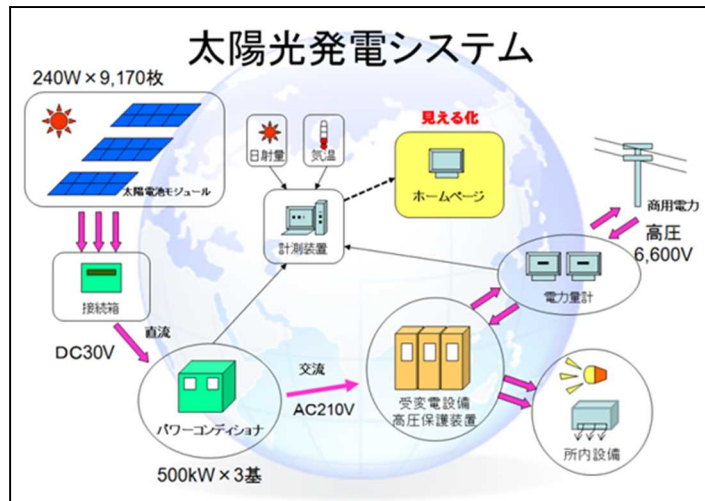 太陽光発電システム
240W×9,170枚
太陽電池モジュール
日射量
気温
見える化
ホームページ
計測装置
商用電力
高圧
6,600V
電力量計
接続箱
直流
DC30V
パワーコンディショナ
500kW×3基
交流
AC210V
受変電設備
高圧保護装置
所内設備